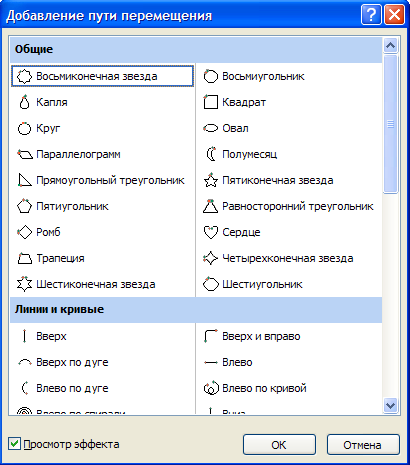 Добавление пути перемещения
Общие
Восьмиконечная звезда Восьмиугольник
Капля Квадрат
Круг Овал
Параллелограмм Полумесяц
Прямоугольный треугольник Пятиконечная звезда
Пятиугольник Равносторонний треугольник
Ромб Сердце
Трапеция Четырехконечная звезда
Шестиконечная звезда Шестиугольник
Линии и кривые
Вверх Вверх и вправо
Вверх по дуге Влево
Влево по дуге Влево по кривой
Влево по спирали Вниз
Просмотр эффекта ОК Отмена